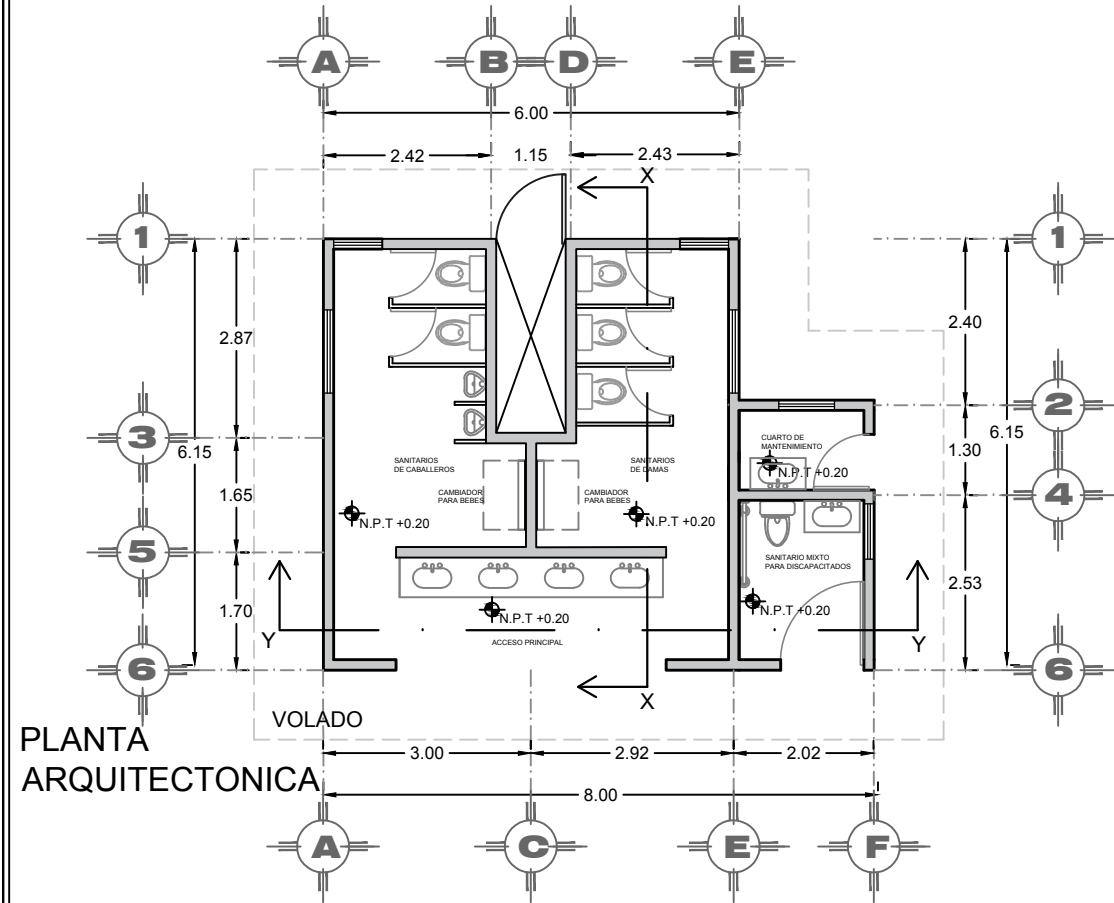 A
B
D
E
6.00
2.42
1.15
2.43
X
1
1
2.87
2.40
2
3
6.15
1.30
6.15
CUARTO DE
MANTENIMIENTO
SANITARIOS
DE CABALLEROS
SANITARIOS
DE DAMAS
N.P.T +0.20
1.65
CAMBIADOR
PARA BEBES
CAMBIADOR
PARA BEBES
4
N.P.T +0.20
N.P.T +0.20
5
SANITARIO MIXTO
PARA DISCAPACITADOS
2.53
1.70
N.P.T +0.20
N.P.T +0.20
Y
ACCESO PRINCIPAL
Y
6
6
X
VOLADO
PLANTA
ARQUITECTONICA
3.00
2.92
2.02
8.00
A
C
E
F